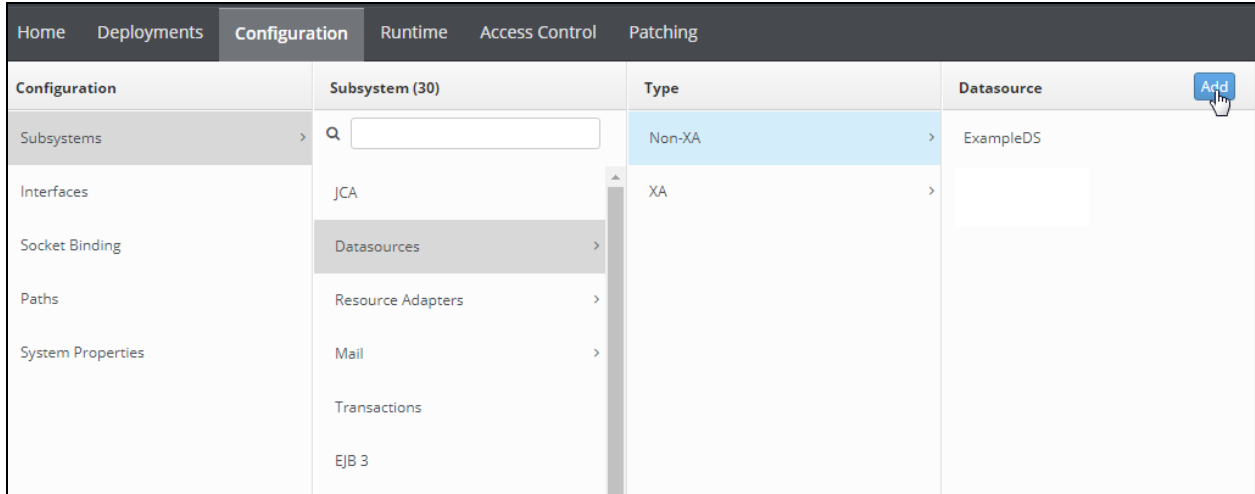 Home Deployments Configuration Runtime Access Control Patching
Configuration Subsystem (30) Type Datasource Add
Subsystems Non-XA ExampleDS
Interfaces JCA XA
Socket Binding Datasources
Paths Resource Adapters
System Properties Mail
Transactions
EJB 3